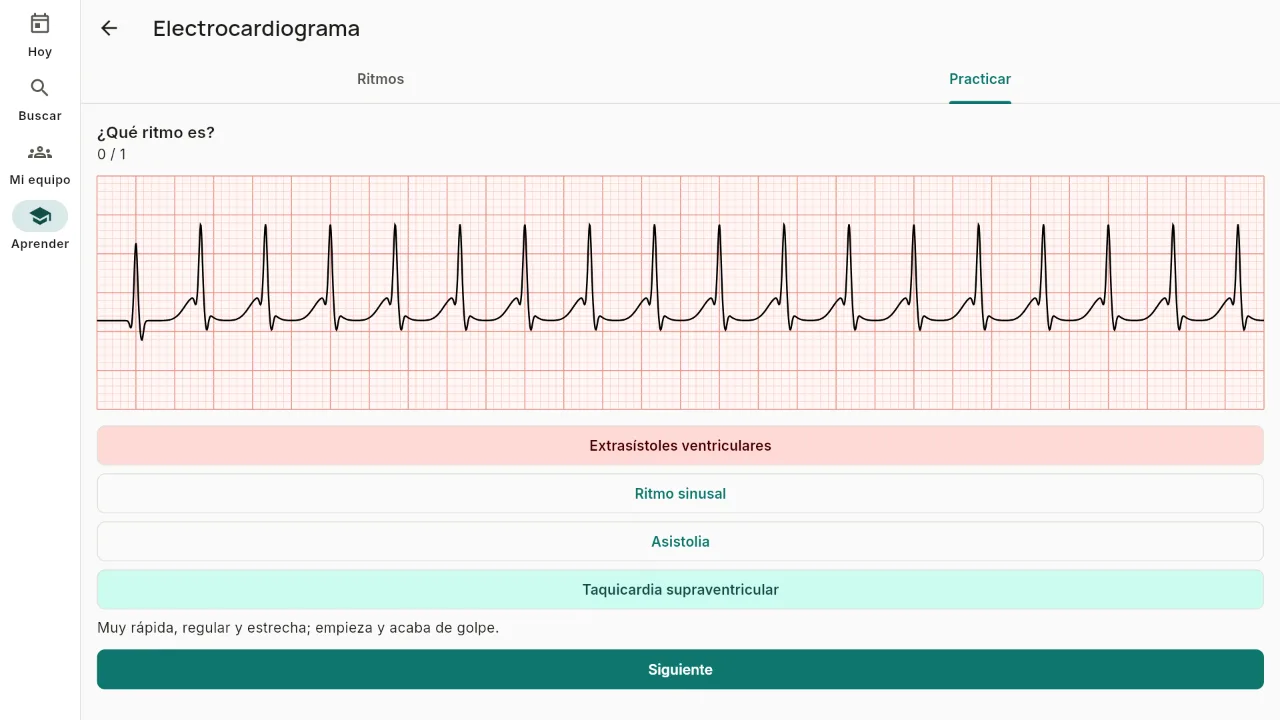 Hoy
Buscar
Mi equipo
Aprender
Electrocardiograma
Ritmos
Practicar
¿Qué ritmo es?
0 / 1
Extrasístoles ventriculares
Ritmo sinusal
Asistolia
Taquicardia supraventricular
Muy rápida, regular y estrecha; empieza y acaba de golpe.
Siguiente